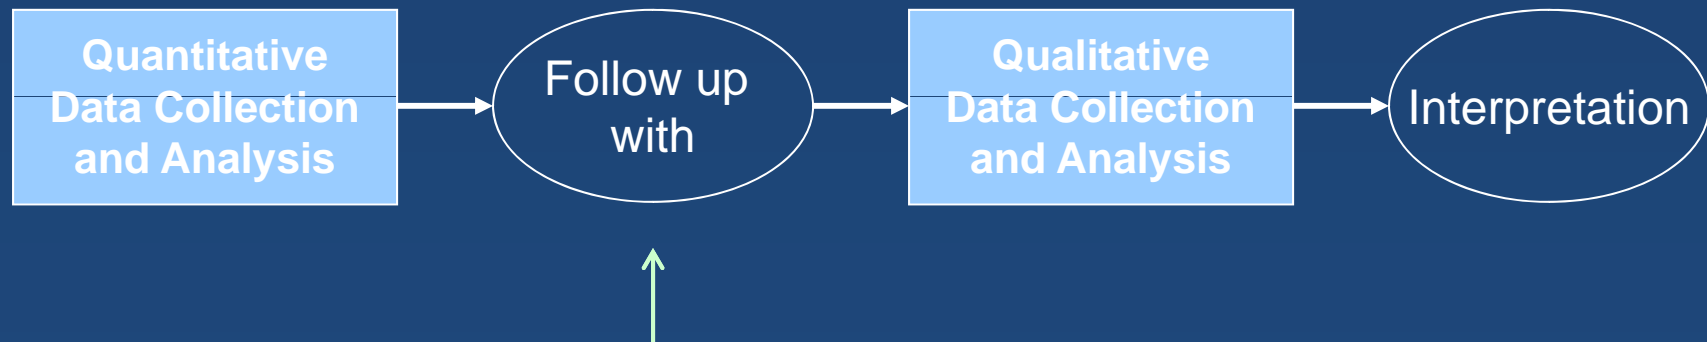 Quantitative
Data Collection
and Analysis
Follow up
with
Qualitative
Data Collection
and Analysis
Interpretation